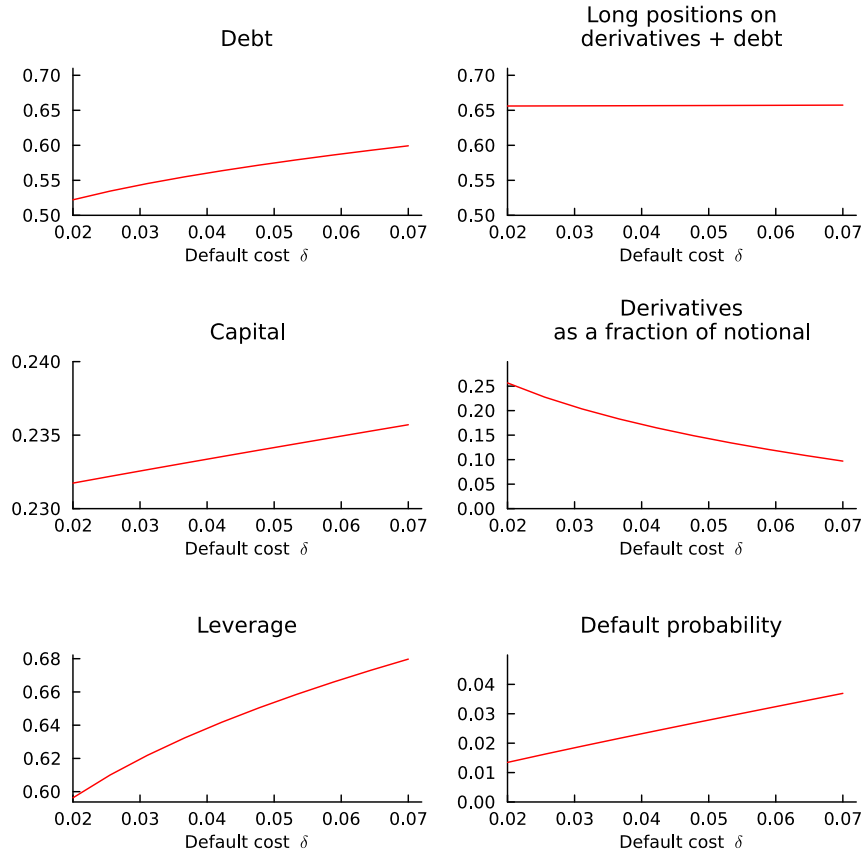 Debt
0.70
0.65
0.60
0.55
0.50
0.02 0.03 0.04 0.05 0.06 0.07
Default cost δ
Long positions on
derivatives + debt
0.70
0.65
0.60
0.55
0.50
0.02 0.03 0.04 0.05 0.06 0.07
Default cost δ
Capital
0.240
0.235
0.230
0.02 0.03 0.04 0.05 0.06 0.07
Default cost δ
Derivatives
as a fraction of notional
0.25
0.20
0.15
0.10
0.05
0.00
0.02 0.03 0.04 0.05 0.06 0.07
Default cost δ
Leverage
0.68
0.66
0.64
0.62
0.60
0.02 0.03 0.04 0.05 0.06 0.07
Default cost δ
Default probability
0.04
0.03
0.02
0.01
0.00
0.02 0.03 0.04 0.05 0.06 0.07
Default cost δ